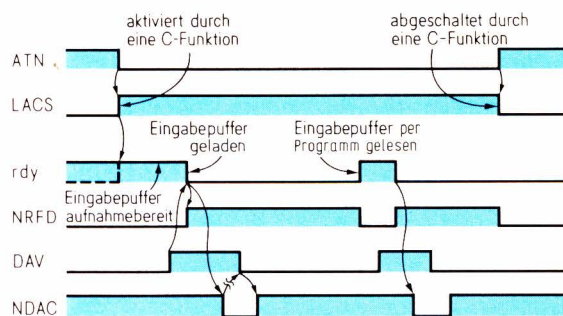 aktiviert durch
eine C-Funktion
abgeschaltet durch
eine C-Funktion
ATN
LACS
Eingabepuffer
geladen
Eingabepuffer per
Programm gelesen
rdy
Eingabepuffer
aufnahmebereit
NRFD
DAV
NDAC